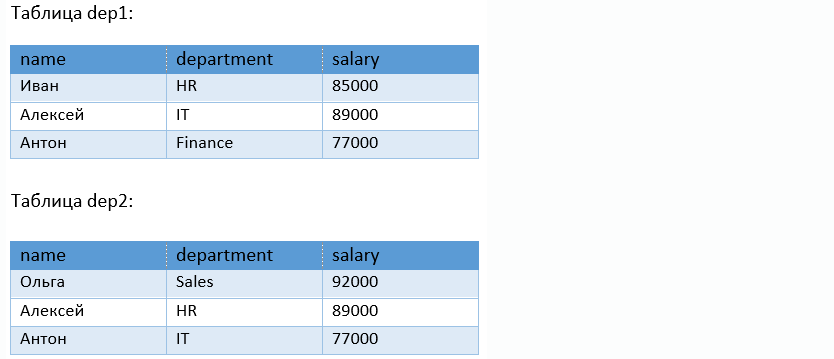 Таблица dep1:
name department salary
Иван HR 85000
Алексей IT 89000
Антон Finance 77000
Таблица dep2:
name department salary
Ольга Sales 92000
Алексей HR 89000
Антон IT 77000